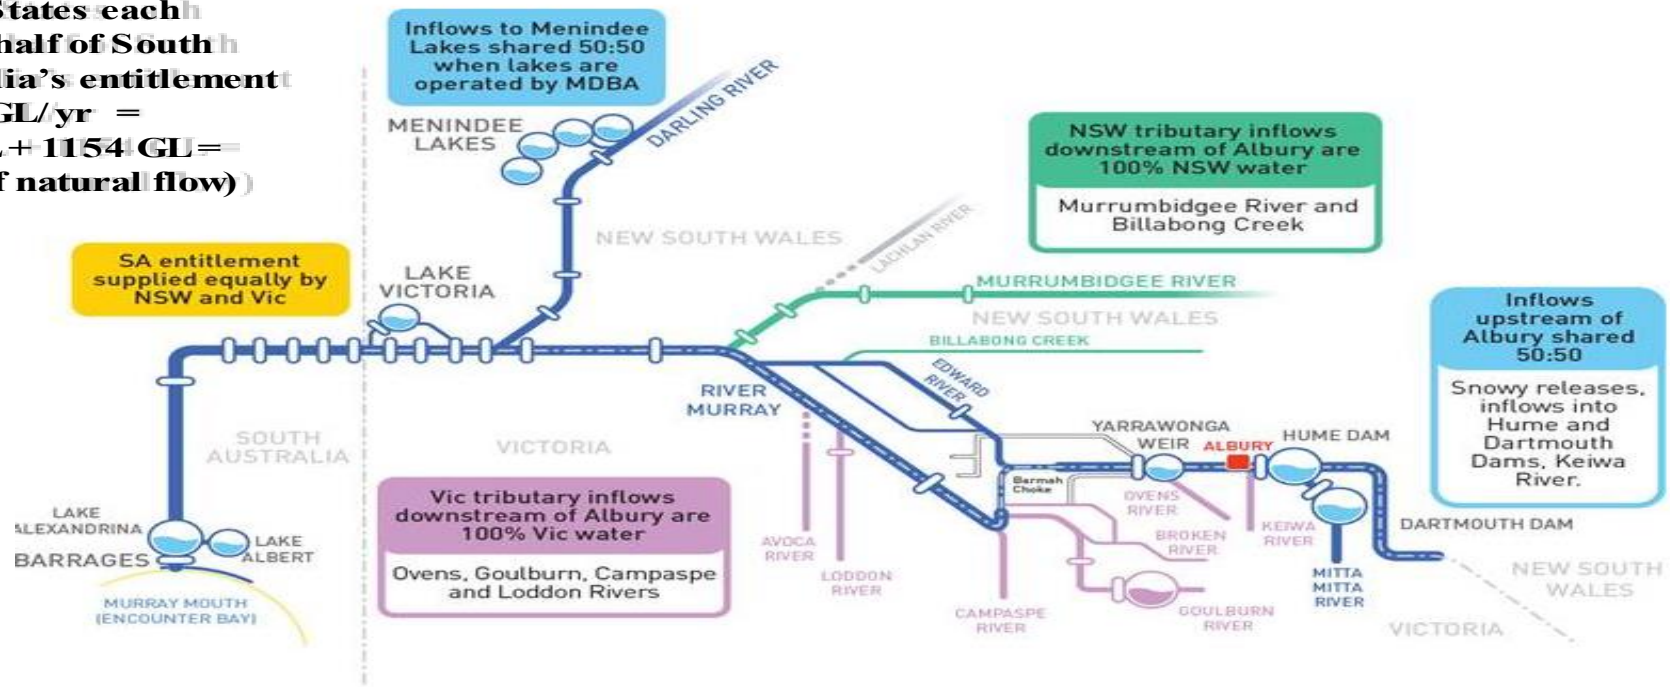 States each
half of South
lia's entitlement
GL/yr =
+ 1154 GL =
f natural flow)
Inflows to Menindee
Lakes shared 50:50
when lakes are
operated by MDBA
DARLING RIVER
MENINDEE
LAKES
NSW tributary inflows
downstream of Albury are
100% NSW water
Murrumbidgee River and
Billabong Creek
NEW SOUTH WALES
LACHLAN RIVER
SA entitlement
supplied equally by
NSW and Vic
LAKE
VICTORIA
MURRUMBIDGEE RIVER
NEW SOUTH WALES
BILLABONG CREEK
Inflows
upstream of
Albury shared
50:50
Snowy releases,
inflows into
Hume and
Dartmouth
Dams, Keiwa
River.
EDWARD
RIVER
RIVER
MURRAY
SOUTH
AUSTRALIA
VICTORIA
YARRAWONGA
WEIR
ALBURY
HUME DAM
Barmah
Choke
Vic tributary inflows
downstream of Albury are
100% Vic water
Ovens, Goulburn, Campaspe
and Loddon Rivers
OVENS
RIVER
KEIWA
RIVER
BROKEN
RIVER
DARTMOUTH DAM
LAKE
ALEXANDRINA
BARRAGES
LAKE
ALBERT
AVOCA
RIVER
LODDON
RIVER
MITTA
MITTA
RIVER
NEW SOUTH
WALES
MURRAY MOUTH
(ENCOUNTER BAY)
CAMPASPE
RIVER
GOULBURN
RIVER
VICTORIA